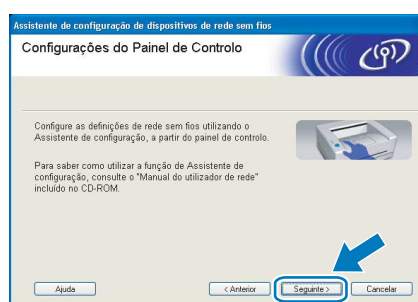 Assistente de configuração de dispositivos de rede sem fios
Configurações do Painel de Controlo
Configure as definições de rede sem fios utilizando o
Assistente de configuração, a partir do painel de controlo.
Para saber como utilizar a função de Assistente de
configuração, consulte o "Manual do utilizador de rede"
incluído no CD-ROM.
Ajuda
< Anterior
Seguinte >
Cancelar